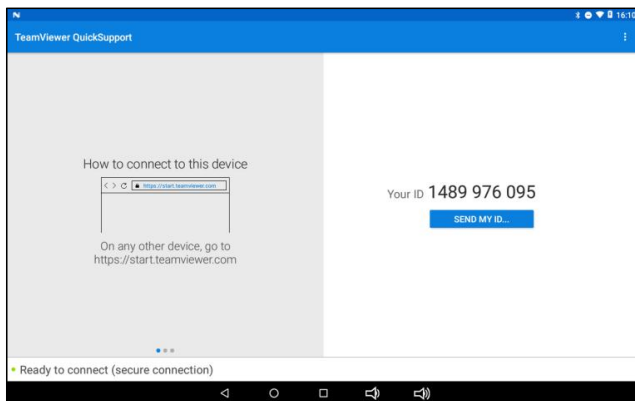 16:10
TeamViewer QuickSupport
How to connect to this device
https://start.teamviewer.com
On any other device, go to
https://start.teamviewer.com
Your ID 1489 976 095
SEND MY ID...
Ready to connect (secure connection)